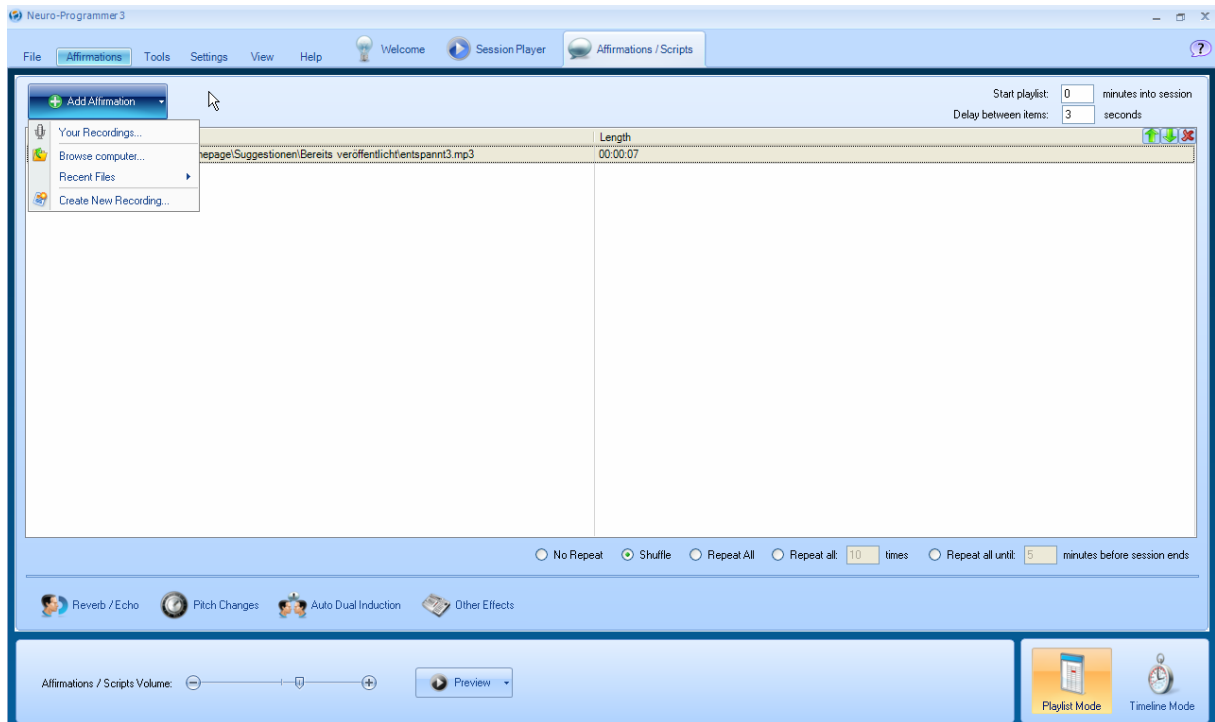 Neuro-Programmer 3
File Affirmations Tools Settings View Help Welcome Session Player Affirmations / Scripts
Add Affirmation
Start playlist: 0 minutes into session
Delay between items: 3 seconds
Your Recordings...
Length
Browse computer...
mepage\Suggestionen\Bereits veröffentlicht\entspannt3.mp3 00:00:07
Recent Files
Create New Recording...
No Repeat Shuffle Repeat All Repeat all: 10 times Repeat all until: 5 minutes before session ends
Reverb / Echo Pitch Changes Auto Dual Induction Other Effects
Affirmations / Scripts Volume: Preview
Playlist Mode Timeline Mode